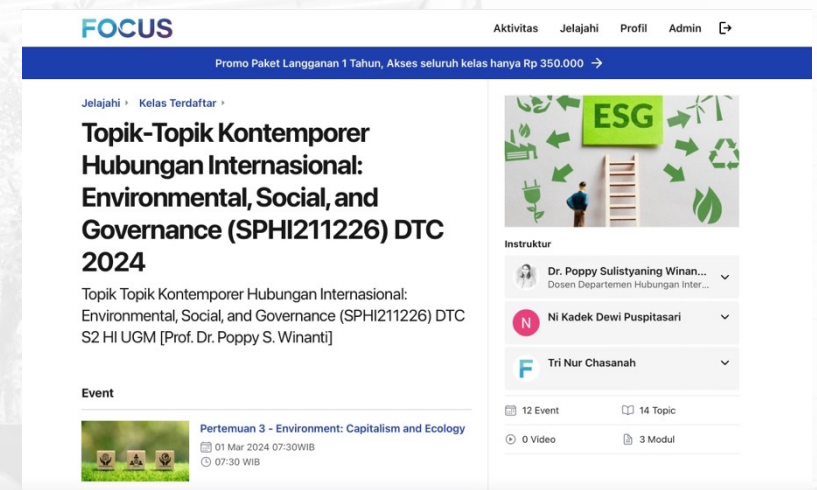 FOCUS
Aktivitas Jelajahi Profil Admin
Promo Paket Langganan 1 Tahun, Akses seluruh kelas hanya Rp 350.000 →
Jelajahi Kelas Terdaftar
Topik-Topik Kontemporer
Hubungan Internasional:
Environmental, Social, and
Governance (SPHI211226) DTC
2024
Topik Topik Kontemporer Hubungan Internasional:
Environmental, Social, and Governance (SPHI211226) DTC
S2 HI UGM [Prof. Dr. Poppy S. Winanti]
Event
Pertemuan 3 - Environment: Capitalism and Ecology
01 Mar 2024 07:30WIB
07:30 WIB
ESG
Instruktur
Dr. Poppy Sulistyaning Winan...
Dosen Departemen Hubungan Inter...
N
Ni Kadek Dewi Puspitasari
F
Tri Nur Chasanah
12 Event 14 Topic
0 Video 3 Modul